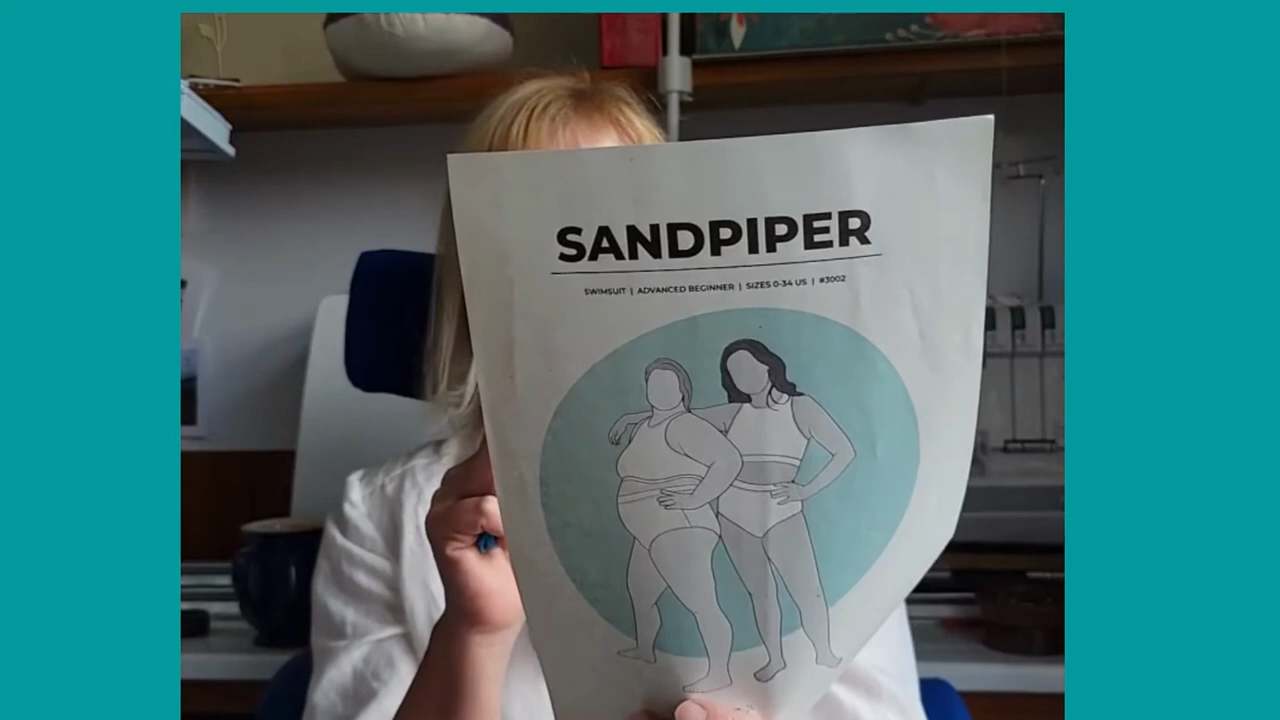 SANDPIPER
SWIMSUIT | ADVANCED BEGINNER | SIZES 0-34 US | #3002